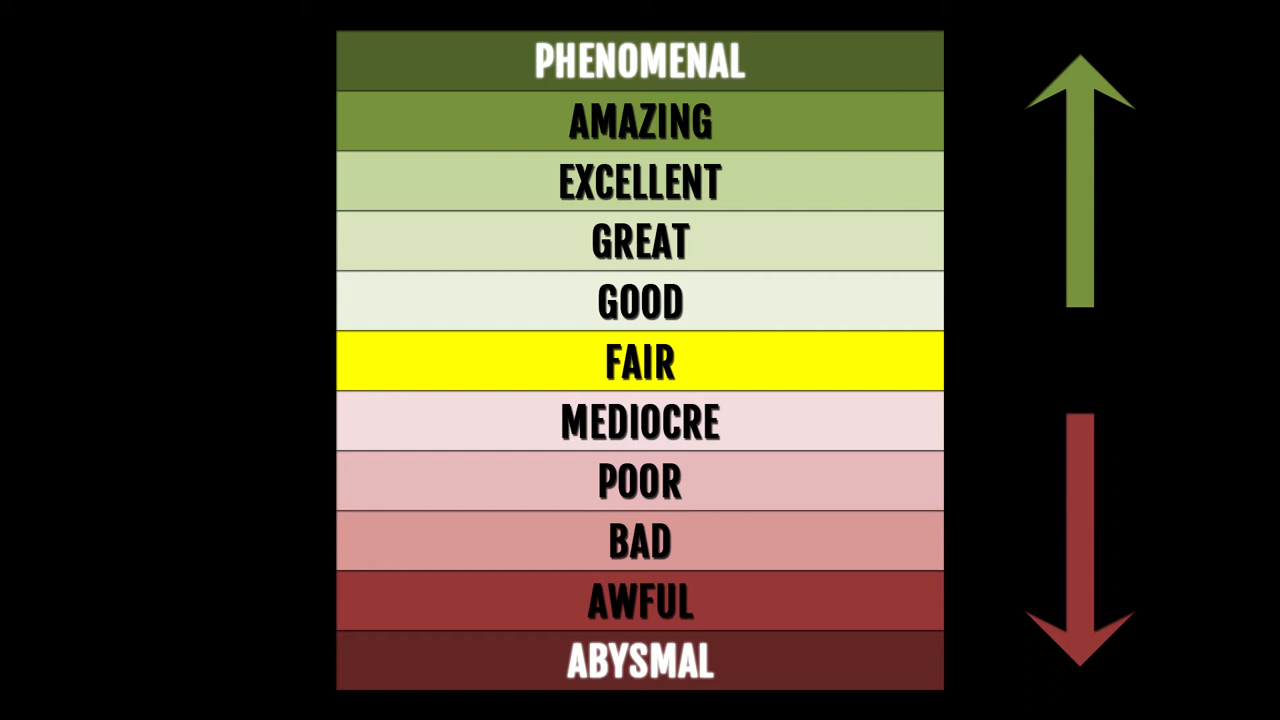 PHENOMENAL
AMAZING
EXCELLENT
GREAT
GOOD
FAIR
MEDIOCRE
POOR
BAD
AWFUL
ABYSMAL